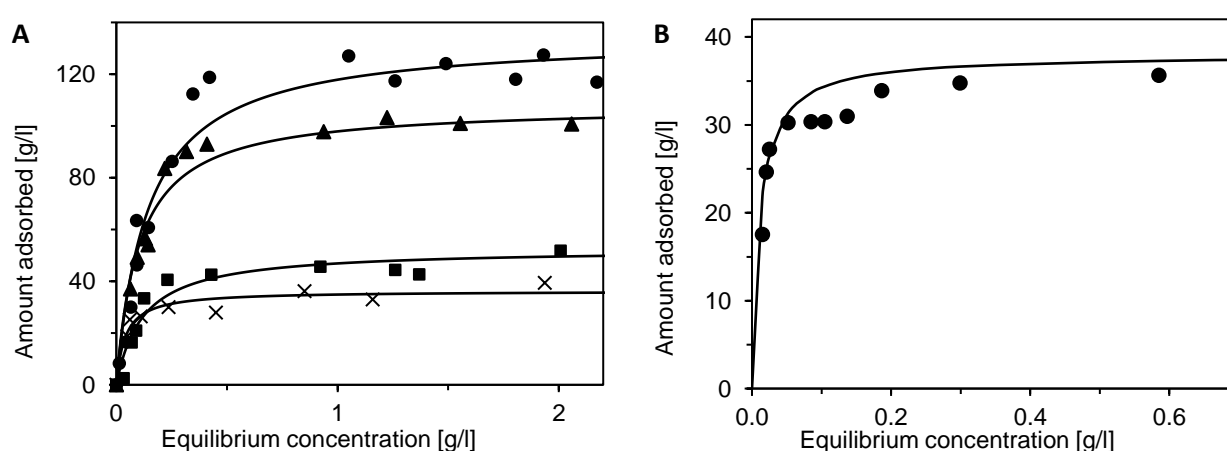 A
Amount adsorbed [g/l]
120
80
40
0
0
1
2
Equilibrium concentration [g/l]
B
Amount adsorbed [g/l]
40
30
20
10
0
0.0
0.2
0.4
0.6
Equilibrium concentration [g/l]